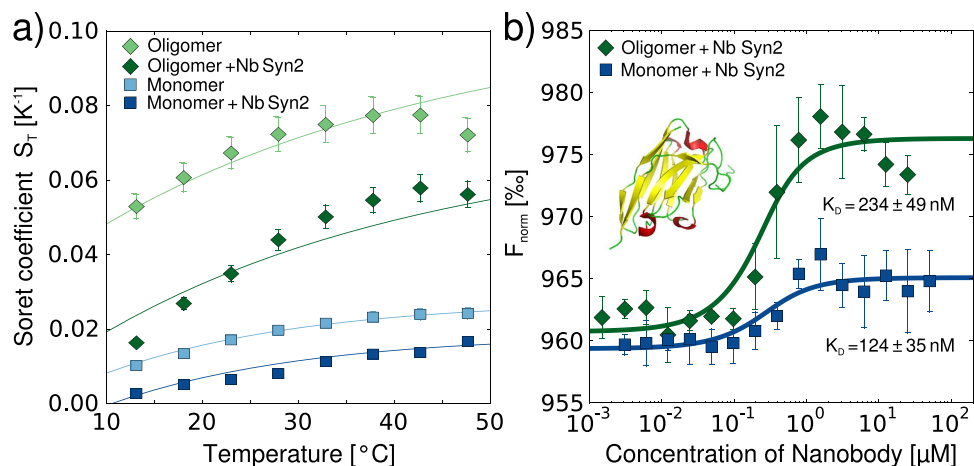 a)
Soret coefficient S_T [K⁻¹]
0.10
0.08
0.06
0.04
0.02
0.00
Oligomer
Oligomer +Nb Syn2
Monomer
Monomer + Nb Syn2
10 20 30 40 50
Temperature [°C]
b)
F_norm [‰]
985
980
975
970
965
960
955
Oligomer + Nb Syn2
Monomer + Nb Syn2
K_D = 234 ± 49 nM
K_D = 124 ± 35 nM
10⁻³ 10⁻² 10⁻¹ 10⁰ 10¹ 10²
Concentration of Nanobody [µM]